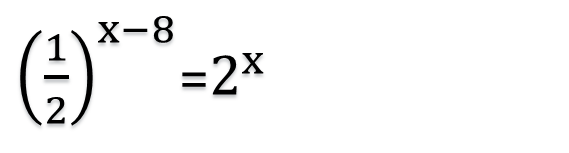 (1/2)^(x−8) = 2^x